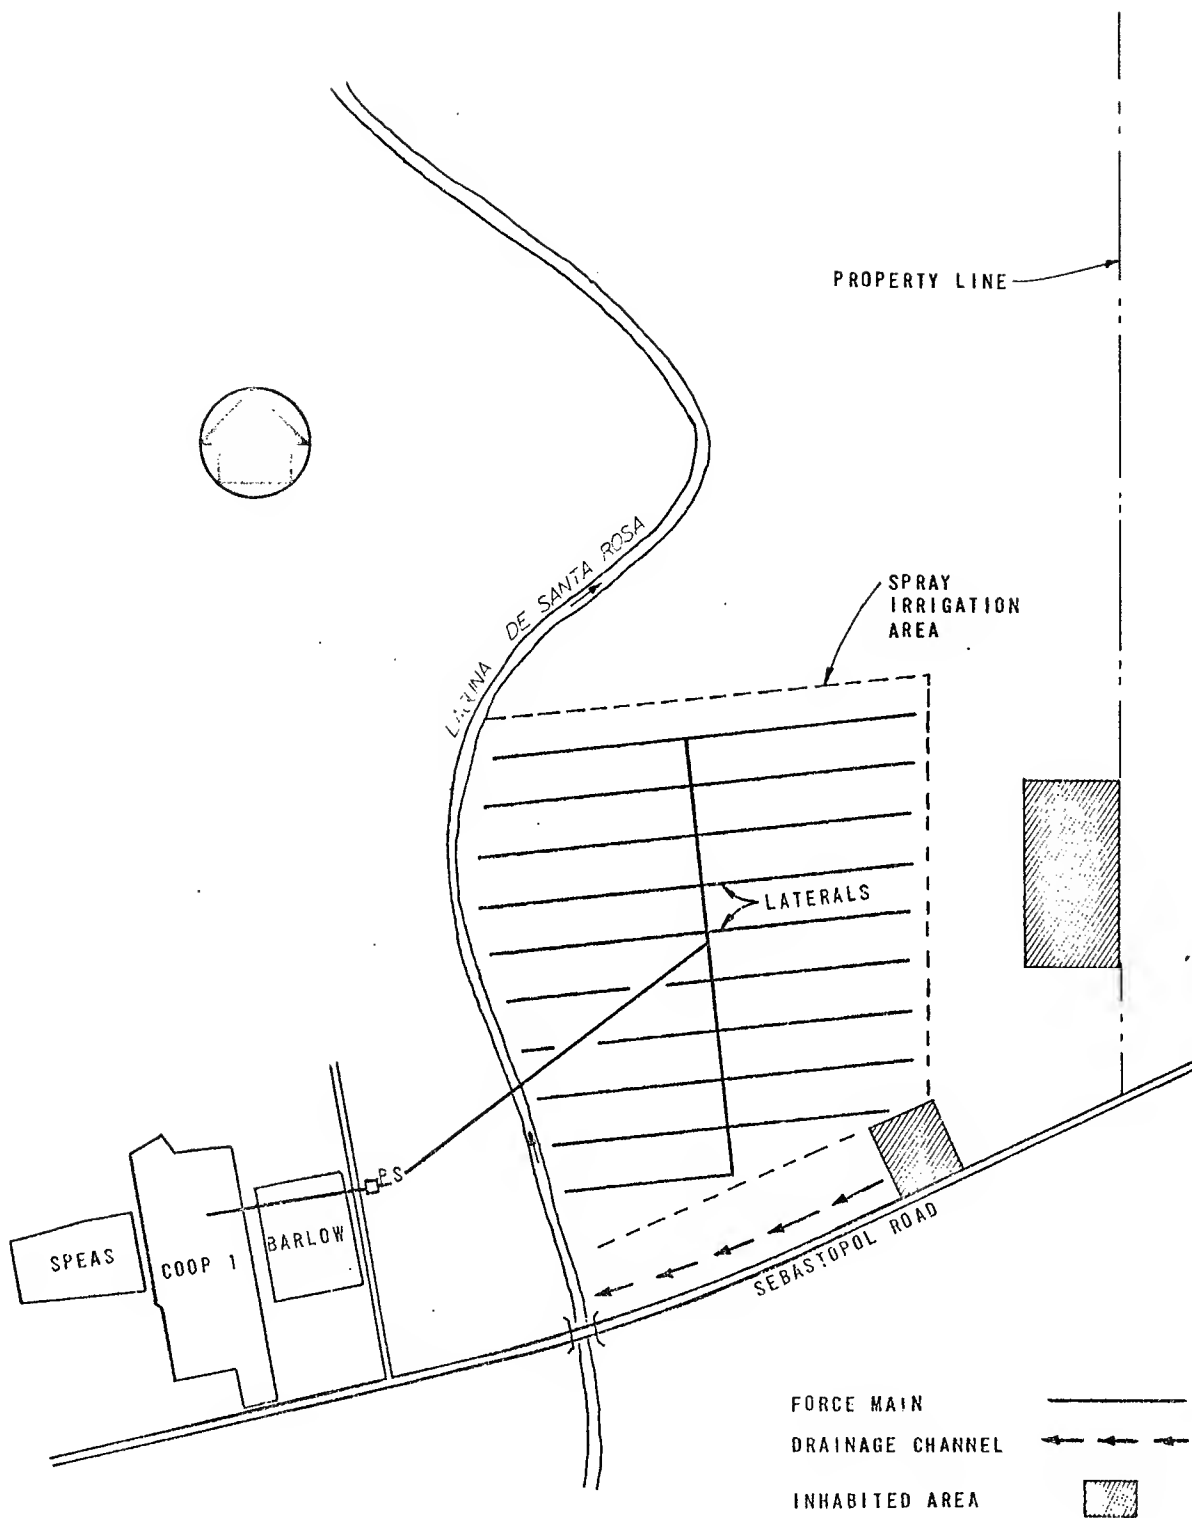 PROPERTY LINE
LAGUNA DE SANTA ROSA
SPRAY
IRRIGATION
AREA
LATERALS
P.S
SPEAS
COOP 1
BARLOW
SEBASTOPOL ROAD
FORCE MAIN
DRAINAGE CHANNEL
INHABITED AREA